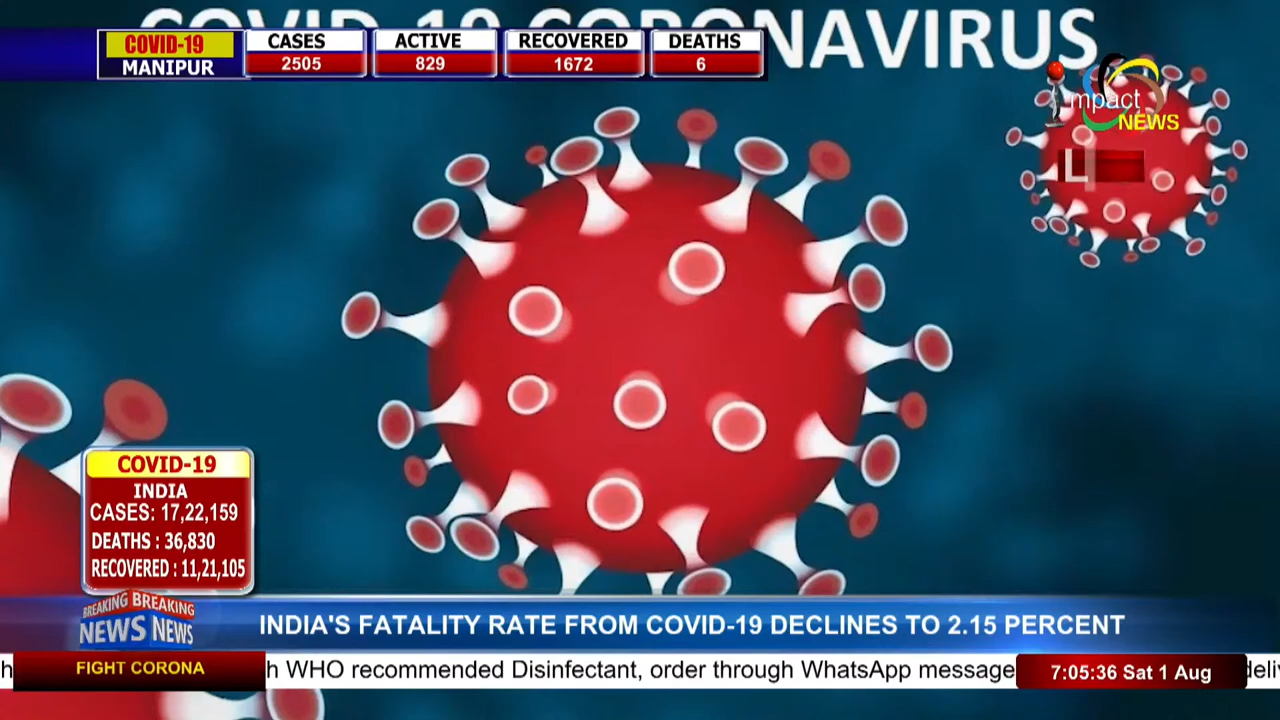 COVID-19 CORONAVIRUS
COVID-19
MANIPUR
CASES
2505
ACTIVE
829
RECOVERED
1672
DEATHS
6
mpact
NEWS
L
COVID-19
INDIA
CASES: 17,22,159
DEATHS : 36,830
RECOVERED : 11,21,105
BREAKING BREAKING
NEWS NEWS
INDIA'S FATALITY RATE FROM COVID-19 DECLINES TO 2.15 PERCENT
h
FIGHT CORONA
h WHO recommended Disinfectant, order through WhatsApp message
7:05:36 Sat 1 Aug